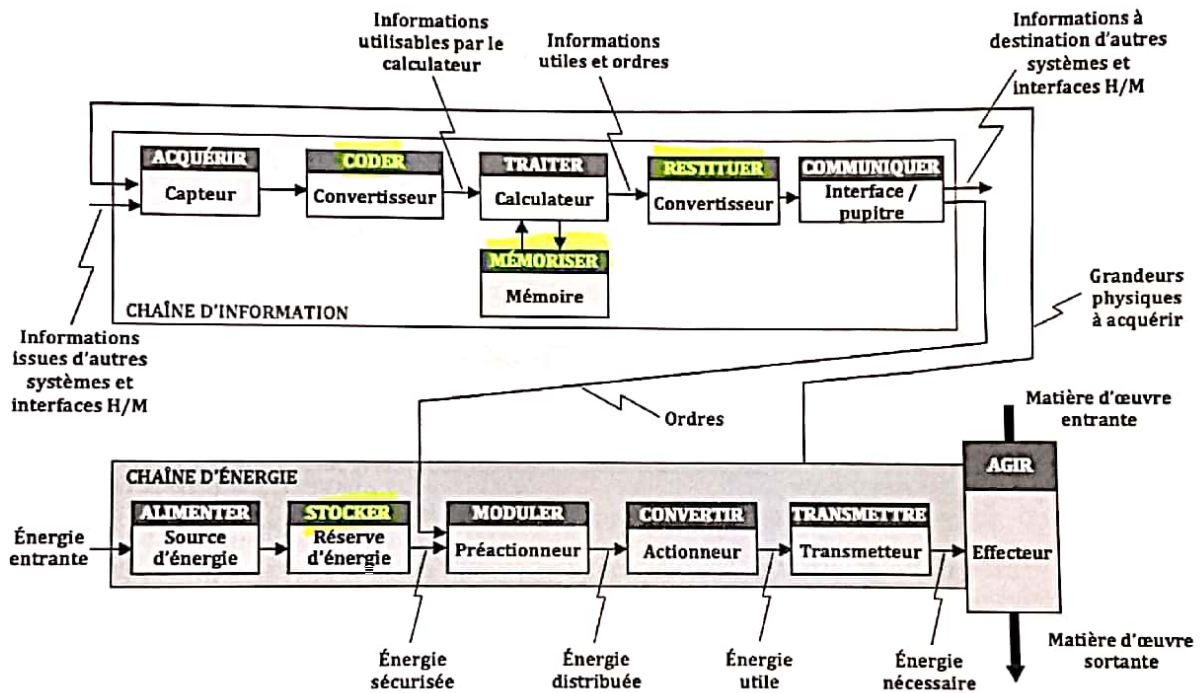 Informations
utilisables par le
calculateur
Informations
utiles et ordres
Informations à
destination d'autres
systèmes et
interfaces H/M
ACQUÉRIR
Capteur
CODER
Convertisseur
TRAITER
Calculateur
RESTITUER
Convertisseur
COMMUNIQUER
Interface /
pupitre
MÉMORISER
Mémoire
CHAÎNE D'INFORMATION
Informations
issues d'autres
systèmes et
interfaces H/M
Grandeurs
physiques
à acquérir
Ordres
Matière d'œuvre
entrante
CHAÎNE D'ÉNERGIE
AGIR
Effecteur
Énergie
entrante
ALIMENTER
Source
d'énergie
STOCKER
Réserve
d'énergie
MODULER
Préactionneur
CONVERTIR
Actionneur
TRANSMETTRE
Transmetteur
Énergie
sécurisée
Énergie
distribuée
Énergie
utile
Énergie
nécessaire
Matière d'œuvre
sortante